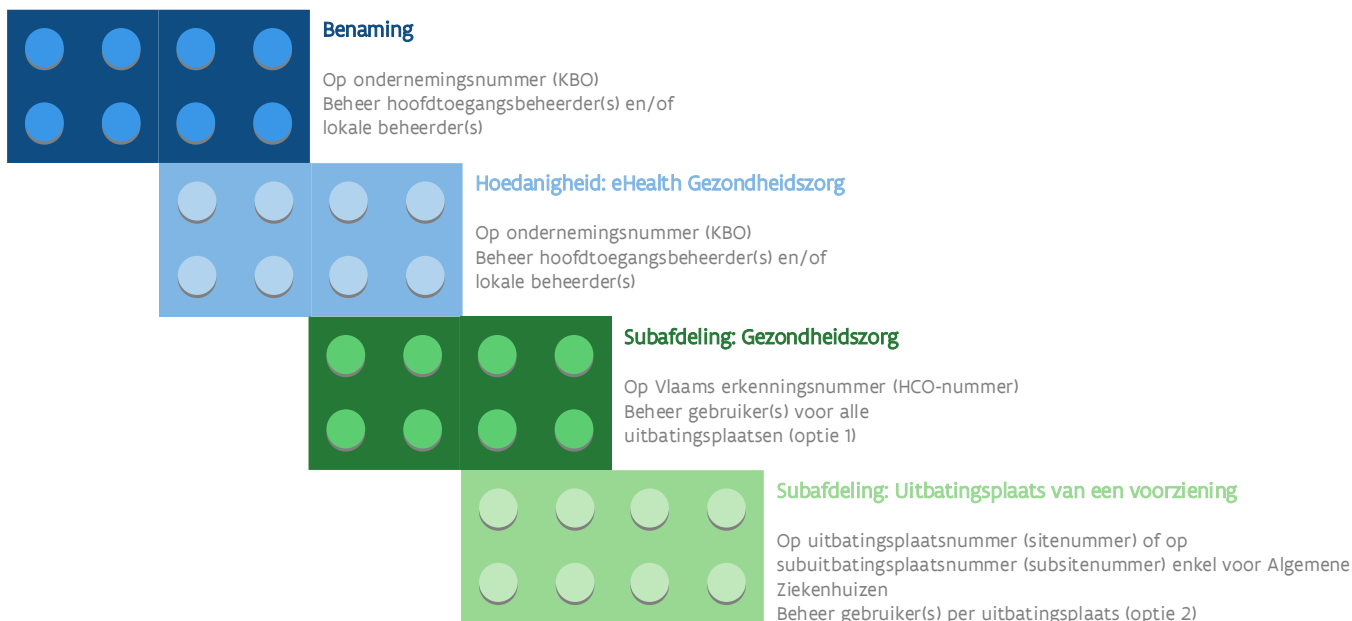 Benaming
Op ondernemingsnummer (KBO)
Beheer hoofdtoegangsbeheerder(s) en/of
lokale beheerder(s)
Hoedanigheid: eHealth Gezondheidszorg
Op ondernemingsnummer (KBO)
Beheer hoofdtoegangsbeheerder(s) en/of
lokale beheerder(s)
Subafdeling: Gezondheidszorg
Op Vlaams erkenningsnummer (HCO-nummer)
Beheer gebruiker(s) voor alle
uitbatingsplaatsen (optie 1)
Subafdeling: Uitbatingsplaats van een voorziening
Op uitbatingsplaatsnummer (sitenummer) of op
subuitbatingsplaatsnummer (subsitenummer) enkel voor Algemene
Ziekenhuizen
Beheer gebruiker(s) per uitbatingsplaats (optie 2)